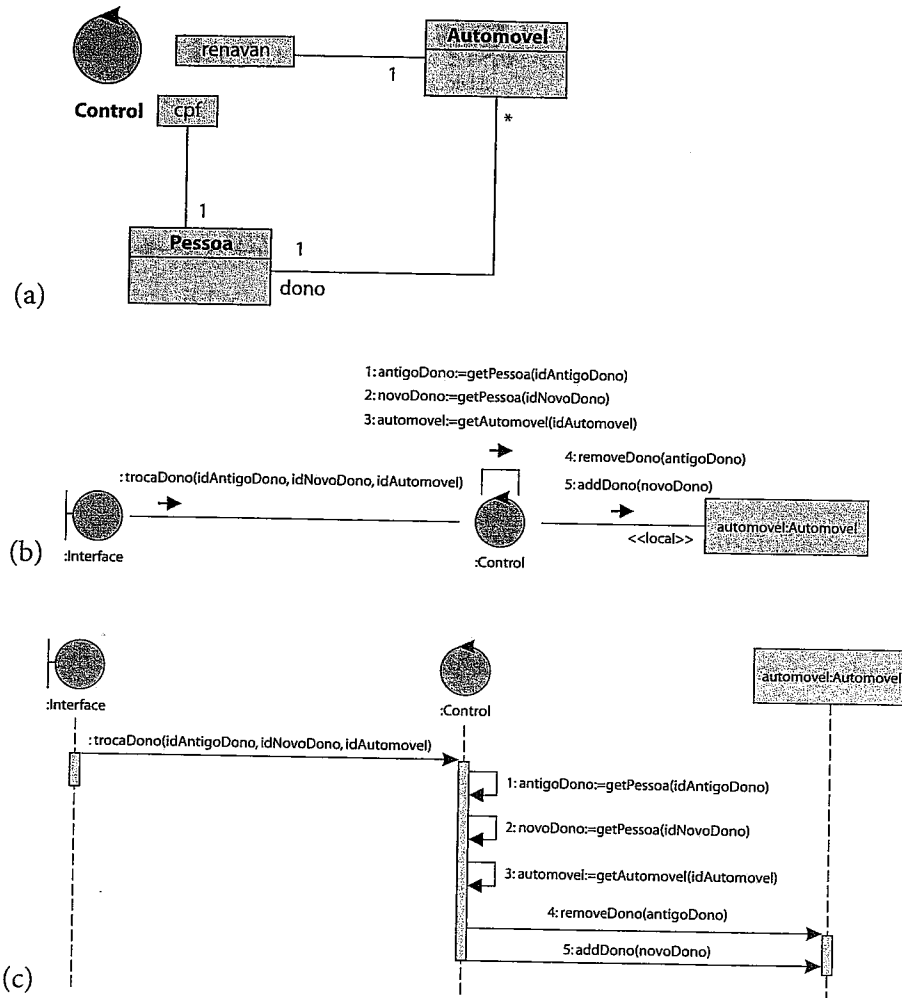 Automovel
renavan
1
Control
cpf
*
1
Pessoa
1
dono
(a)
1: antigoDono:=getPessoa(idAntigoDono)
2: novoDono:=getPessoa(idNovoDono)
3: automovel:=getAutomovel(idAutomovel)
:trocaDono(idAntigoDono, idNovoDono, idAutomovel)
4: removeDono(antigoDono)
5: addDono(novoDono)
automovel:Automovel
<<local>>
(b)
:Interface
:Control
:Interface
:Control
automovel:Automovel
:trocaDono(idAntigoDono, idNovoDono, idAutomovel)
1: antigoDono:=getPessoa(idAntigoDono)
2: novoDono:=getPessoa(idNovoDono)
3: automovel:=getAutomovel(idAutomovel)
4: removeDono(antigoDono)
5: addDono(novoDono)
(c)